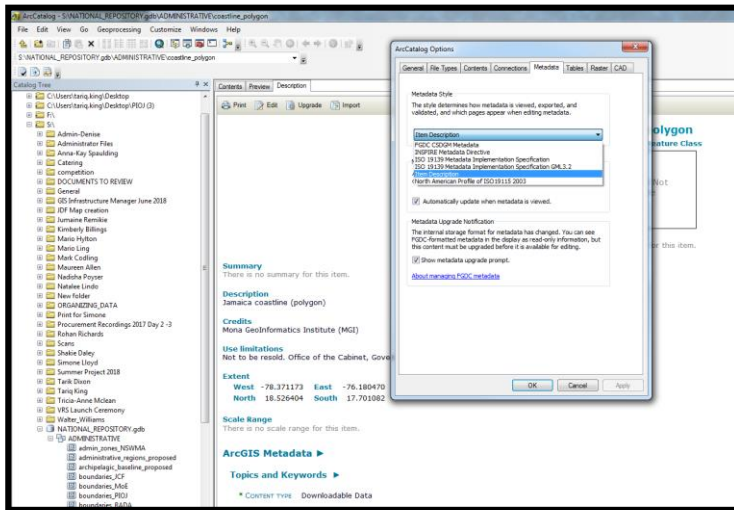 ArcCatalog - S:\NATIONAL_REPOSITORY.gdb\ADMINISTRATIVE\coastline_polygon
File Edit View Go Geoprocessing Customize Windows Help
S:\NATIONAL_REPOSITORY.gdb\ADMINISTRATIVE\coastline_polygon
Catalog Tree
C:\Users\tariq.king\Desktop
C:\Users\tariq.king\Desktop\PIOJ (3)
F:\
S:\
Admin-Denise
Administrator Files
Anna-Kay Spaulding
Catering
competition
DOCUMENTS TO REVIEW
General
GIS Infrastructure Manager June 2018
JDF Map creation
Jumaine Remikie
Kimberly Billings
Mario Hylton
Mario Ling
Mark Codling
Maureen Allen
Nadisha Poyser
Natalee Lindo
New folder
ORGANIZING_DATA
Print for Simone
Procurement Recordings 2017 Day 2 -3
Rohan Richards
Scans
Shakie Daley
Simone Lloyd
Summer Project 2018
Tarik Dixon
Tariq King
Tricia-Anne Mclean
VRS Launch Ceremony
Walter_Williams
NATIONAL_REPOSITORY.gdb
ADMINISTRATIVE
admin_zones_NSWMA
administrative_regions_proposed
archipelagic_baseline_proposed
boundaries_JCF
boundaries_MoE
boundaries_PIOJ
boundaries_RADA
Contents Preview Description
Print Edit Upgrade Import
olygon
eature Class
Not
e
or this item.
Summary
There is no summary for this item.
Description
Jamaica coastline (polygon)
Credits
Mona GeoInformatics Institute (MGI)
Use limitations
Not to be resold. Office of the Cabinet, Gove
Extent
West -78.371173 East -76.180470
North 18.526404 South 17.701082
Scale Range
There is no scale range for this item.
ArcGIS Metadata ►
Topics and Keywords ►
* CONTENT TYPE Downloadable Data
ArcCatalog Options
General File Types Contents Connections Metadata Tables Raster CAD
Metadata Style
The style determines how metadata is viewed, exported, and
validated, and which pages appear when editing metadata.
Item Description
FGDC CSDGM Metadata
INSPIRE Metadata Directive
ISO 19139 Metadata Implementation Specification
ISO 19139 Metadata Implementation Specification GML3.2
Item Description
North American Profile of ISO19115 2003
Automatically update when metadata is viewed.
Metadata Upgrade Notification
The internal storage format for metadata has changed. You can see
FGDC-formatted metadata in the display as read-only information, but
this content must be upgraded before it is available for editing.
Show metadata upgrade prompt.
About managing FGDC metadata
OK Cancel Apply